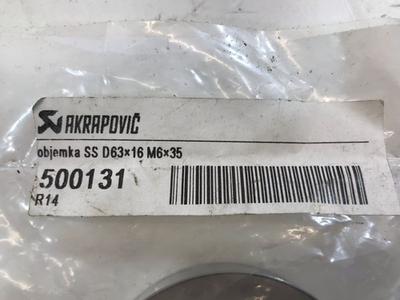 AKRAPOVIČ
objemka SS D63×16 M6×35
500131
R14